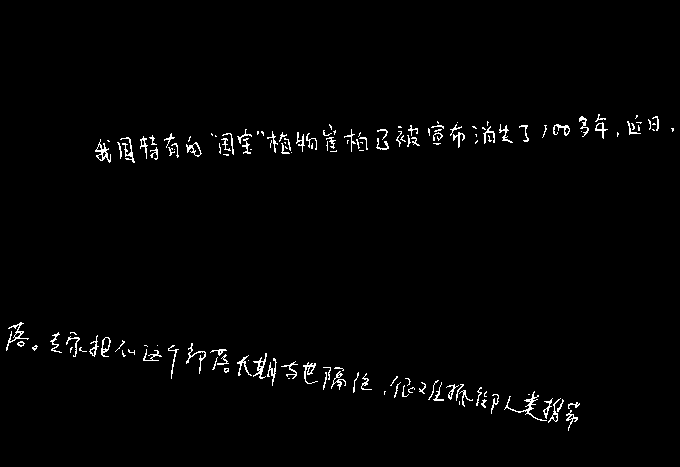 我国特有的“国宝”植物崖柏已被宣布消失了100多年,近日,
落。专家担心这个部落长期与世隔绝,很难抵御人类携带